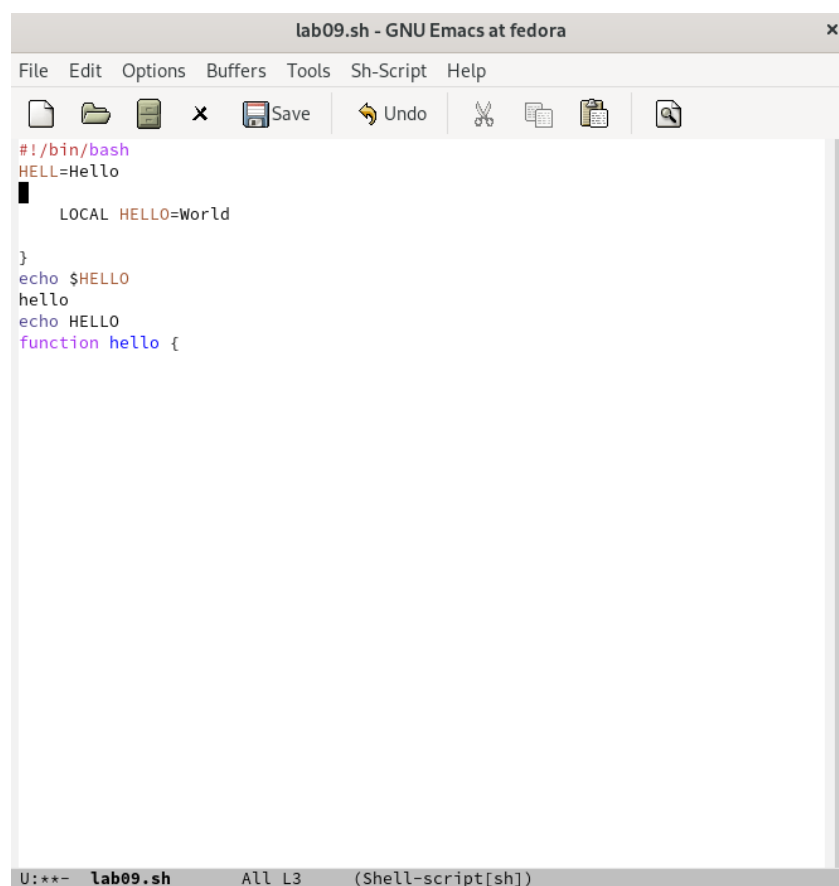 lab09.sh - GNU Emacs at fedora
File Edit Options Buffers Tools Sh-Script Help
Save Undo
#!/bin/bash
HELL=Hello
    LOCAL HELLO=World
}
echo $HELLO
hello
echo HELLO
function hello {
U:**- lab09.sh All L3 (Shell-script[sh])